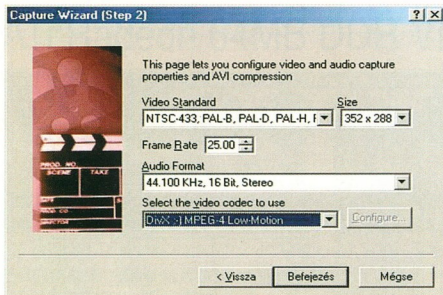 Capture Wizard (Step 2)
This page lets you configure video and audio capture
properties and AVI compression
Video Standard
Size
NTSC-433, PAL-B, PAL-D, PAL-H,
352 x 288
Frame Rate
25.00
Audio Format
44.100 KHz, 16 Bit, Stereo
Select the video codec to use
DivX ;-) MPEG-4 Low-Motion
Configure...
PROD. NO.
SCENE
TAKE
PROD. CO.
< Vissza
Befejezés
Mégse